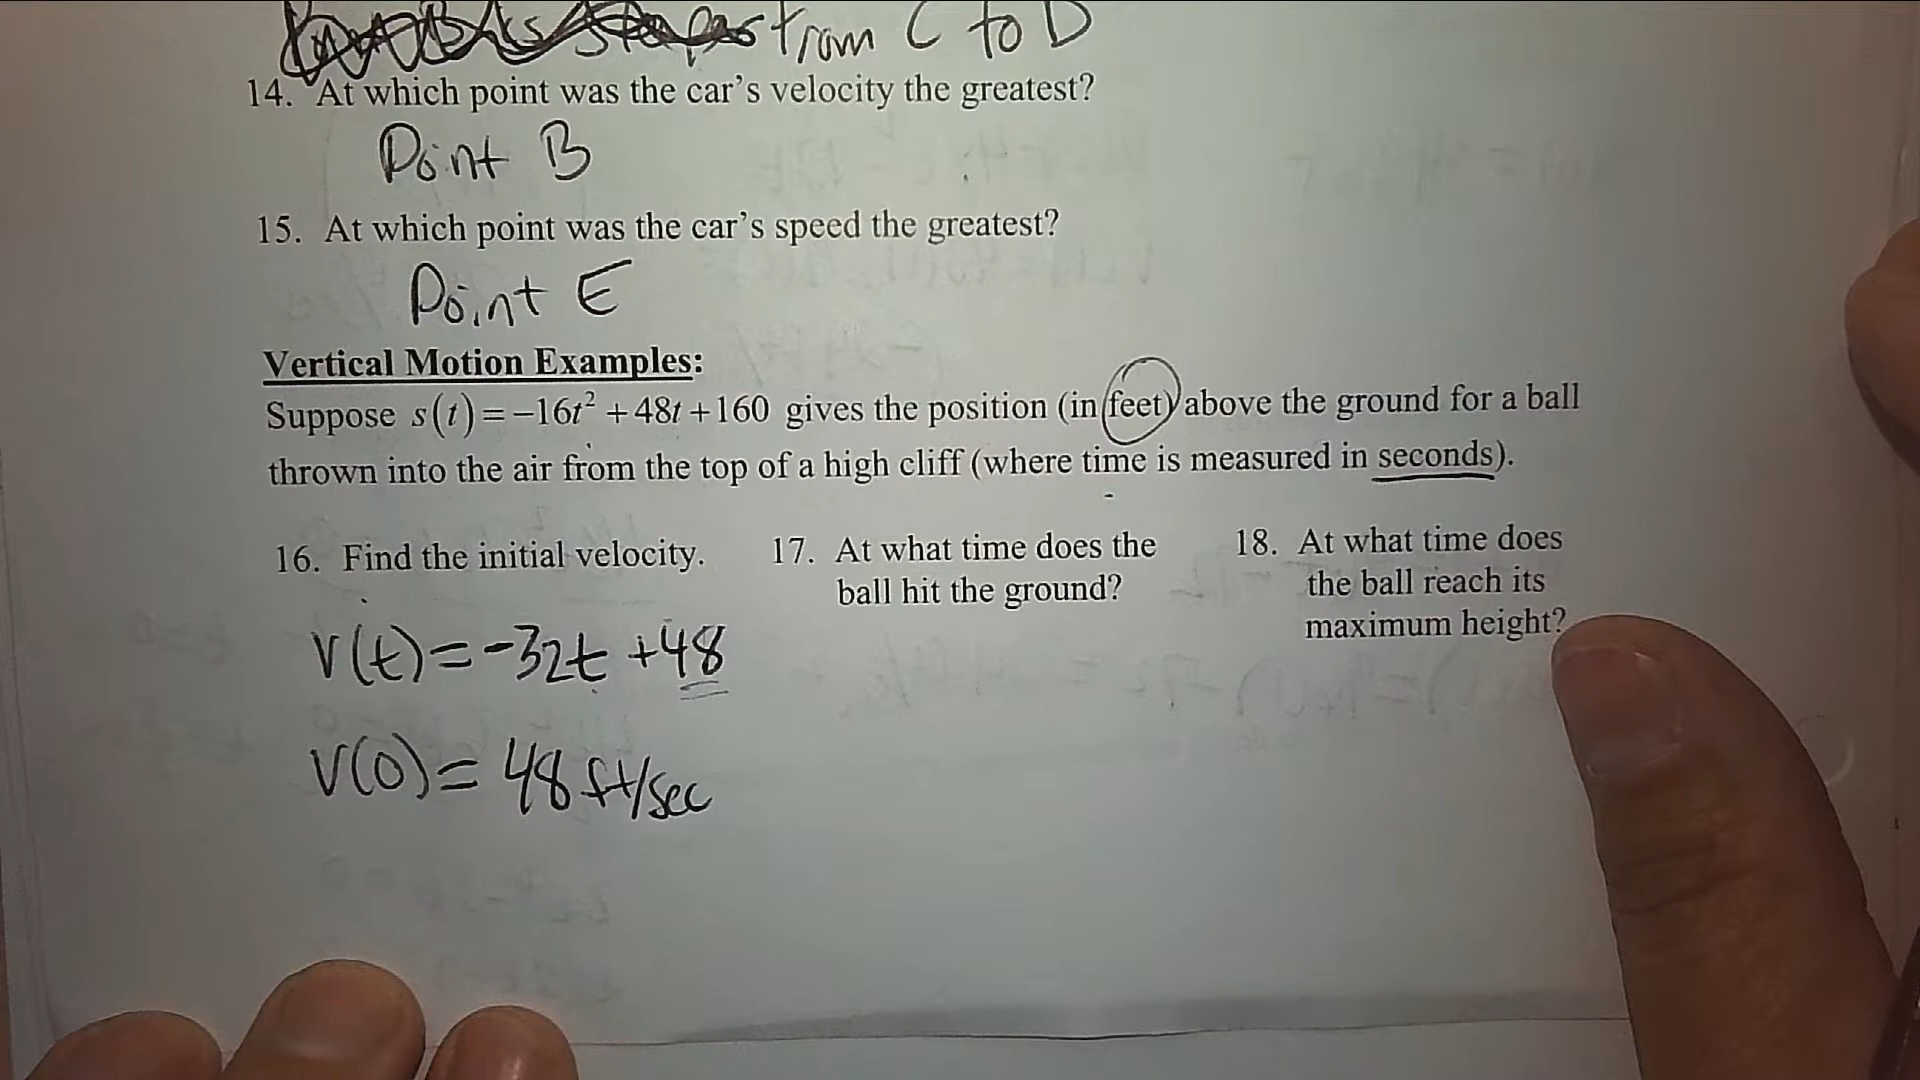 from C to D
14. At which point was the car's velocity the greatest?
Point B
15. At which point was the car's speed the greatest?
Point E
Vertical Motion Examples:
Suppose s(t) = −16t² + 48t + 160 gives the position (in feet) above the ground for a ball
thrown into the air from the top of a high cliff (where time is measured in seconds).
16. Find the initial velocity.
v(t) = -32t + 48
v(0) = 48 ft/sec
17. At what time does the
ball hit the ground?
18. At what time does
the ball reach its
maximum height?